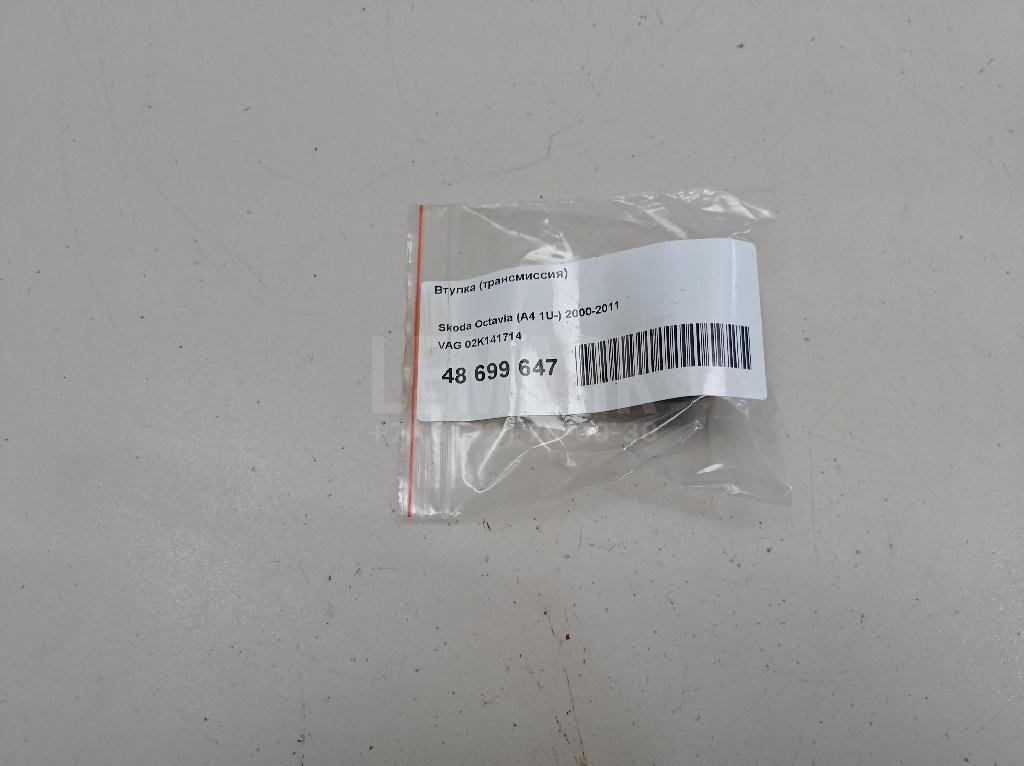 Втулка (трансмиссия)
Skoda Octavia (A4 1U-) 2000-2011
VAG 02K141714
48 699 647